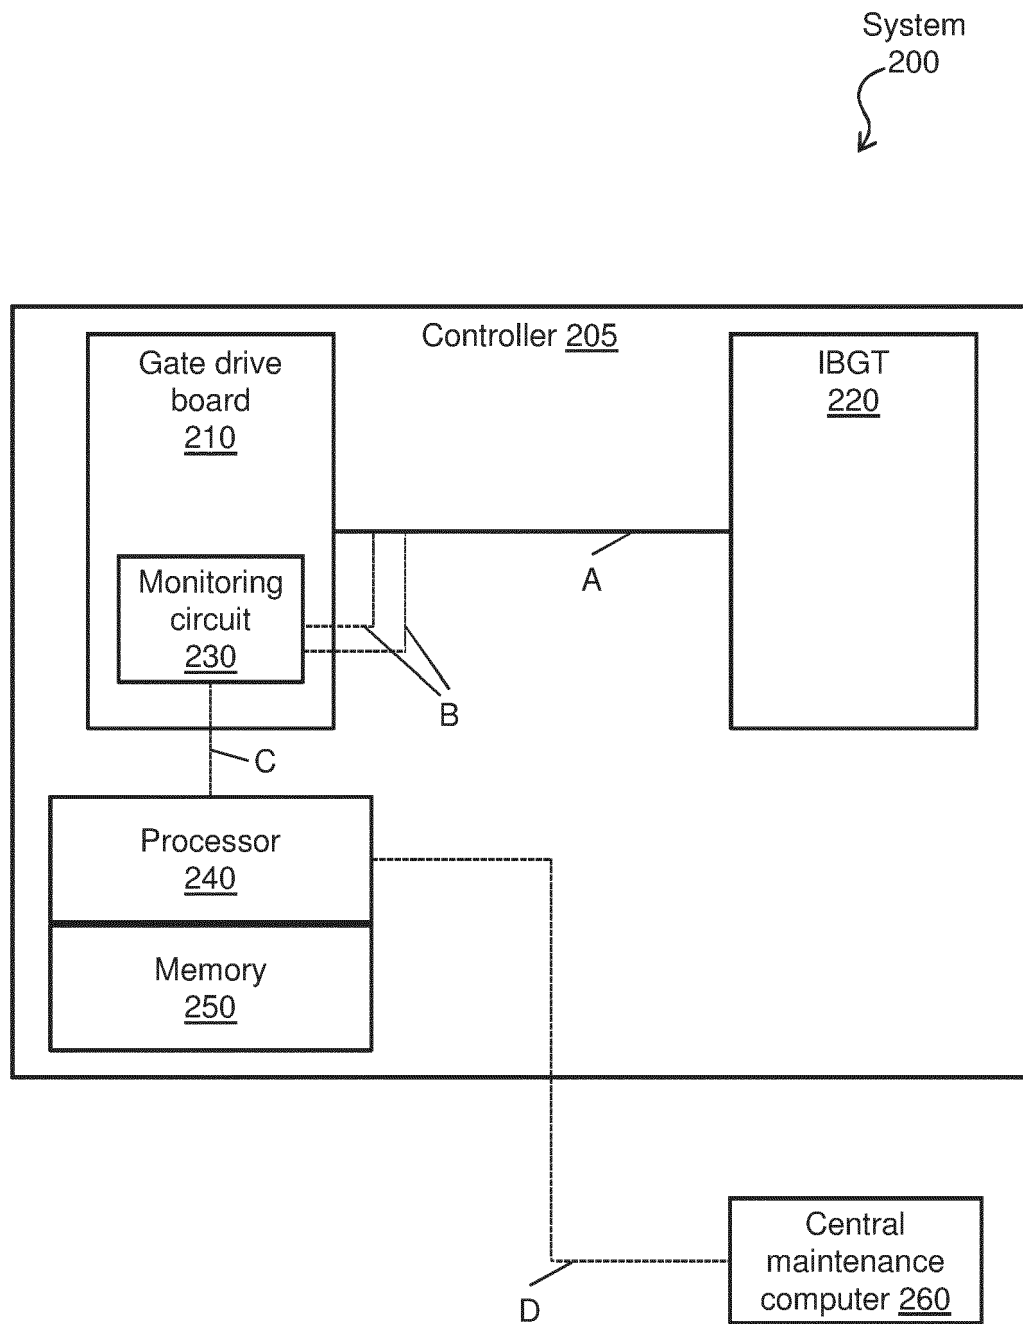 System
200
Controller 205
Gate drive
board
210
IBGT
220
Monitoring
circuit
230
A
B
C
Processor
240
Memory
250
Central
maintenance
computer 260
D